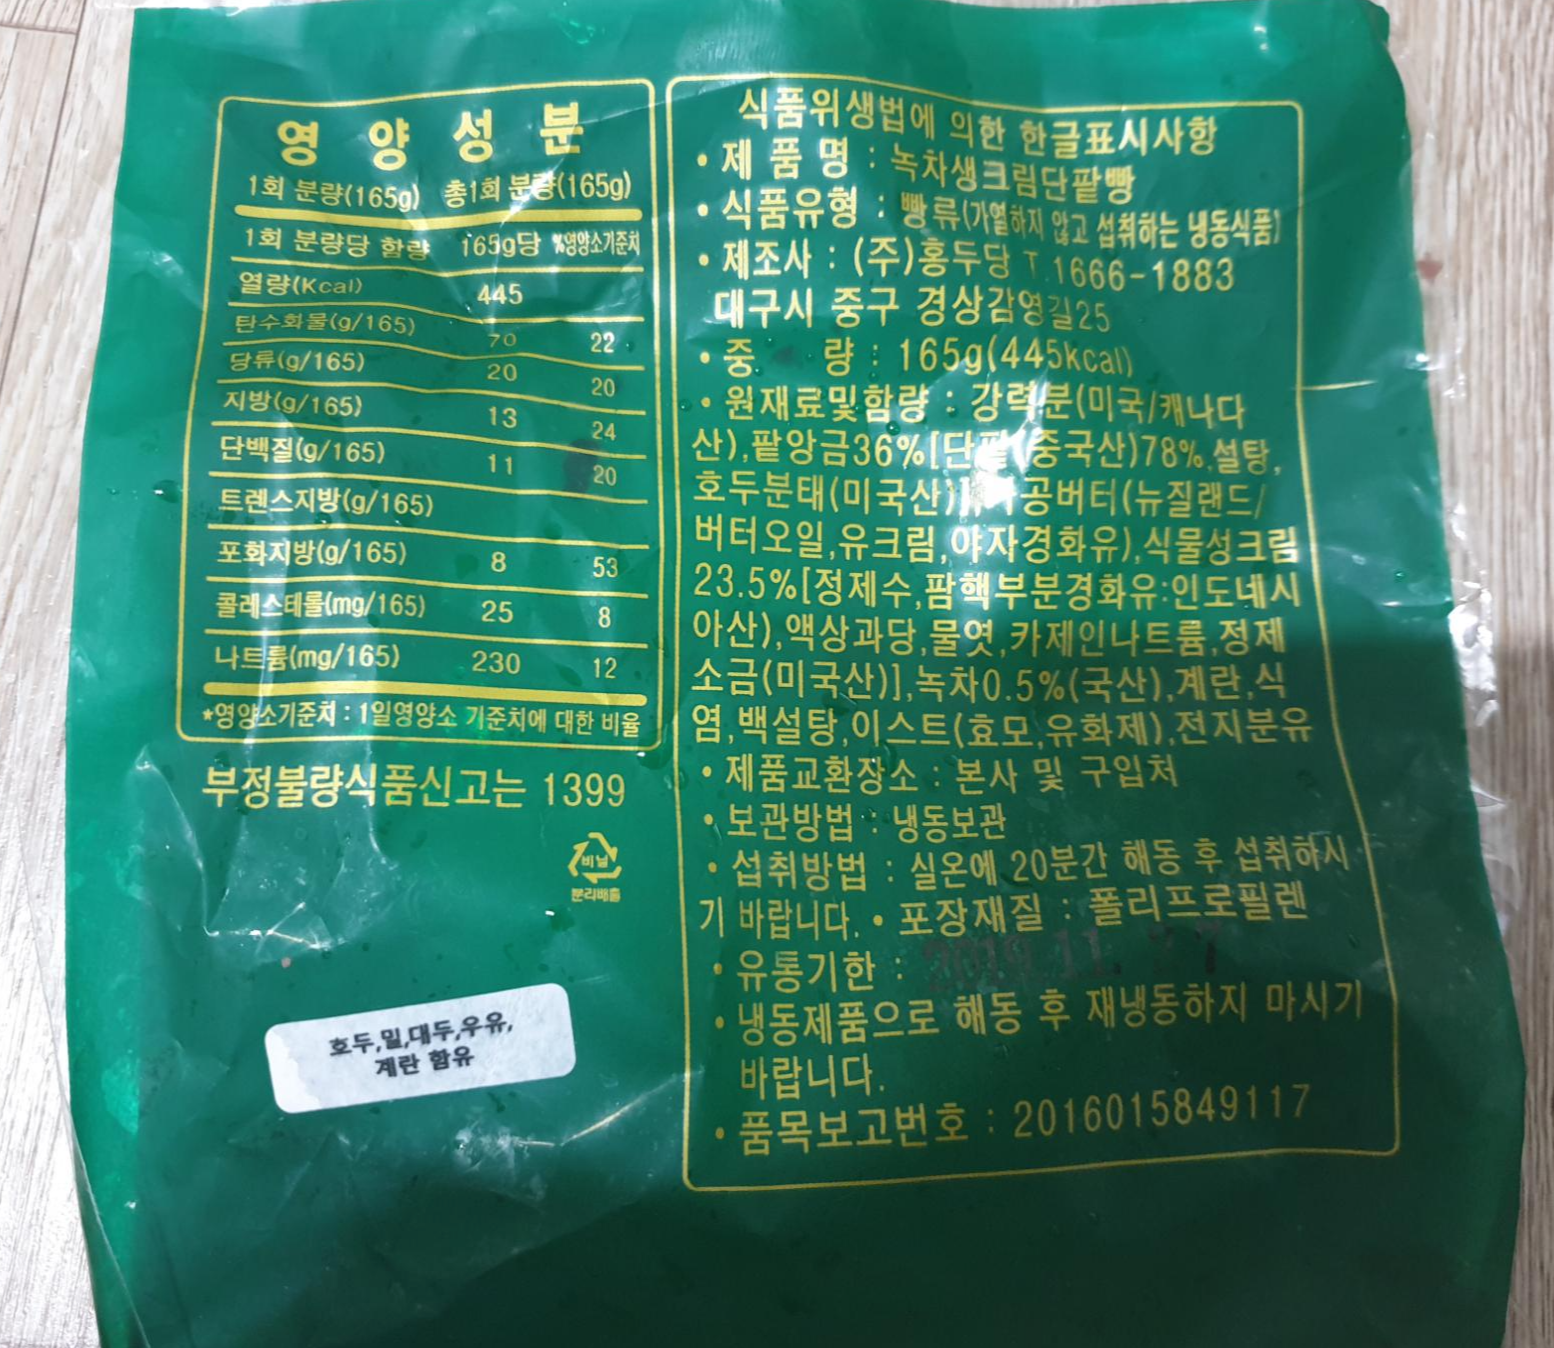 영 양 성 분
1회 분량(165g) 총1회 분량(165g)
1회 분량당 함량 165g당 %영양소기준치
열량(Kcal) 445
탄수화물(g/165) 70 22
당류(g/165) 20 20
지방(g/165) 13 24
단백질(g/165) 11 20
트렌스지방(g/165)
포화지방(g/165) 8 53
콜레스테롤(mg/165) 25 8
나트륨(mg/165) 230 12
*영양소기준치 : 1일영양소 기준치에 대한 비율
부정불량식품신고는 1399
비닐
분리배출
호두,밀,대두,우유,
계란 함유
식품위생법에 의한 한글표시사항
• 제 품 명 : 녹차생크림단팥빵
• 식품유형 : 빵류(가열하지 않고 섭취하는 냉동식품)
• 제조사 : (주)홍두당 T.1666-1883
대구시 중구 경상감영길25
• 중 량 : 165g(445kcal)
• 원재료및함량 : 강력분(미국/캐나다
산),팥앙금36%[단팥(중국산)78%,설탕,
호두분태(미국산)],가공버터(뉴질랜드/
버터오일,유크림,야자경화유),식물성크림
23.5%[정제수,팜핵부분경화유:인도네시
아산),액상과당,물엿,카제인나트륨,정제
소금(미국산)],녹차0.5%(국산),계란,식
염,백설탕,이스트(효모,유화제),전지분유
• 제품교환장소 : 본사 및 구입처
• 보관방법 : 냉동보관
• 섭취방법 : 실온에 20분간 해동 후 섭취하시
기 바랍니다. • 포장재질 : 폴리프로필렌
• 유통기한 :
• 냉동제품으로 해동 후 재냉동하지 마시기
바랍니다.
• 품목보고번호 : 2016015849117